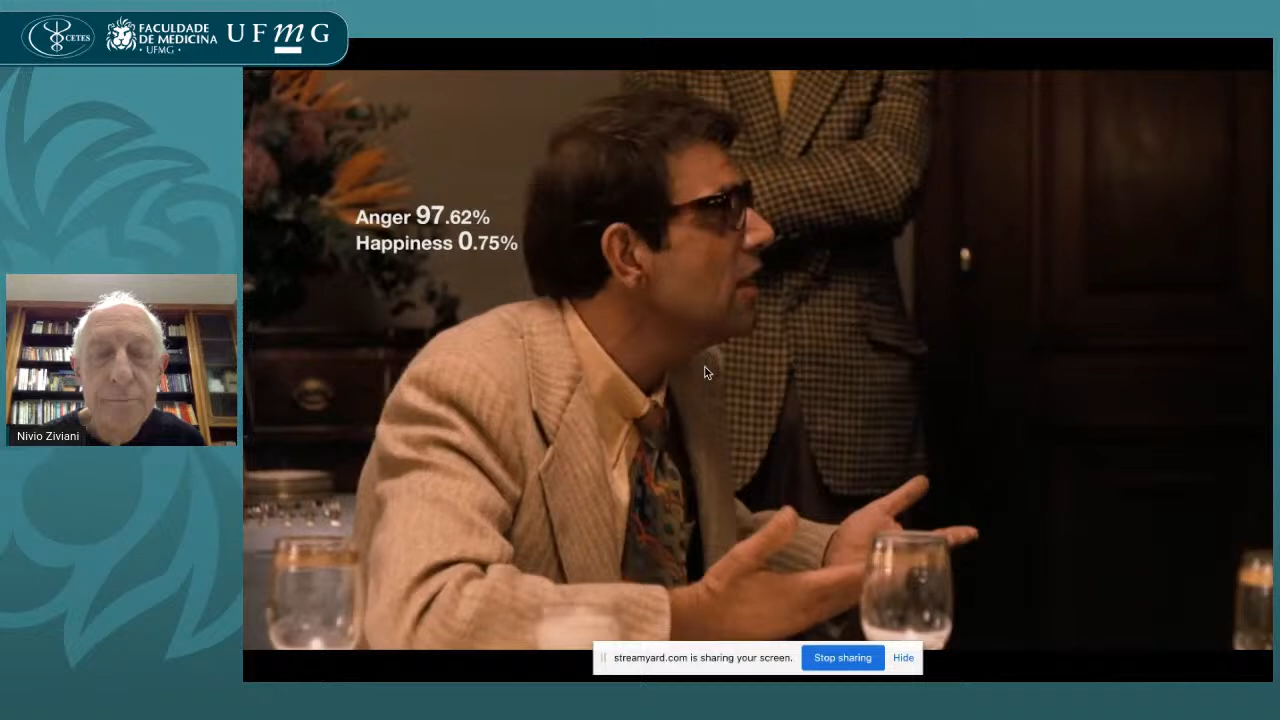 CETES
FACULDADE
DE MEDICINA
• UFMG •
UFmG
Anger 97.62%
Happiness 0.75%
Nivio Ziviani
streamyard.com is sharing your screen.
Stop sharing
Hide